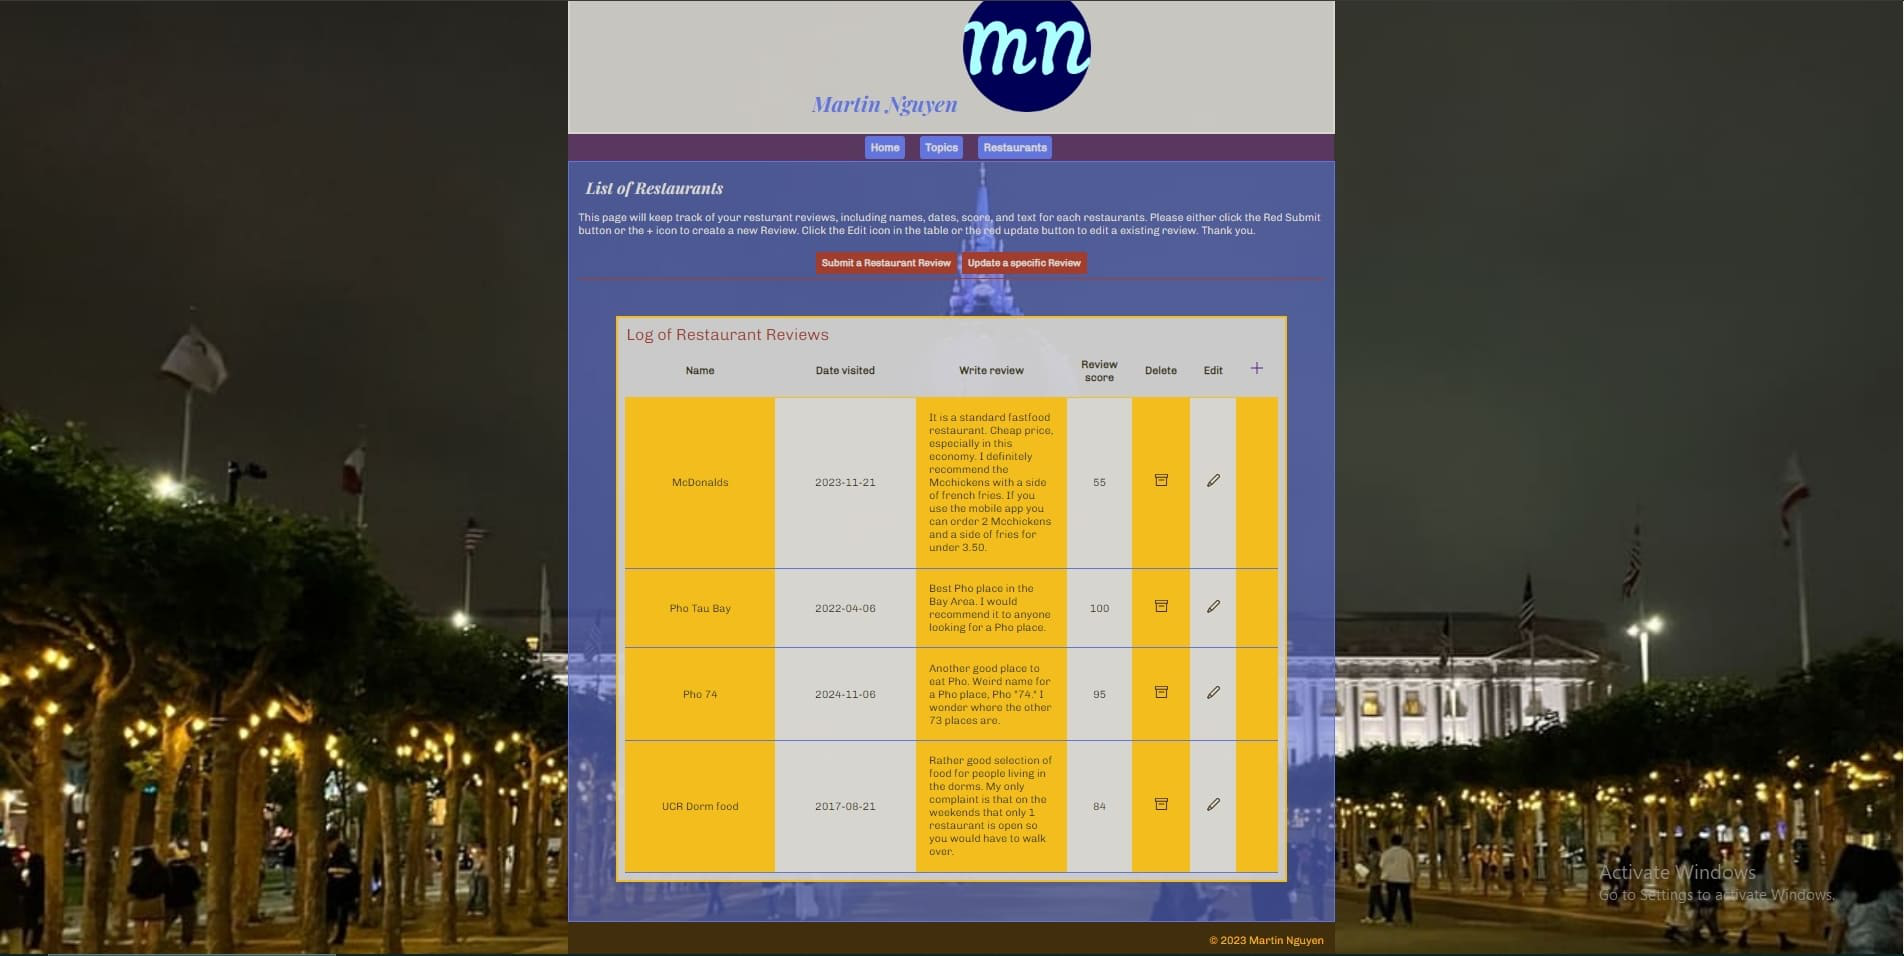 mn
Martin Nguyen
Home Topics Restaurants
List of Restaurants
This page will keep track of your resturant reviews, including names, dates, score, and text for each restaurants. Please either click the Red Submit
button or the + icon to create a new Review. Click the Edit icon in the table or the red update button to edit a existing review. Thank you.
Submit a Restaurant Review Update a specific Review
Log of Restaurant Reviews
Name Date visited Write review Review score Delete Edit +
McDonalds 2023-11-21
It is a standard fastfood
restaurant. Cheap price,
especially in this
economy. I definitely
recommend the
Mcchickens with a side
of french fries. If you
use the mobile app you
can order 2 Mcchickens
and a side of fries for
under 3.50.
55
Pho Tau Bay 2022-04-06
Best Pho place in the
Bay Area. I would
recommend it to anyone
looking for a Pho place.
100
Pho 74 2024-11-06
Another good place to
eat Pho. Weird name for
a Pho place, Pho "74." I
wonder where the other
73 places are.
95
UCR Dorm food 2017-08-21
Rather good selection of
food for people living in
the dorms. My only
complaint is that on the
weekends that only 1
restaurant is open so
you would have to walk
over.
84
Activate Windows
Go to Settings to activate Windows.
© 2023 Martin Nguyen